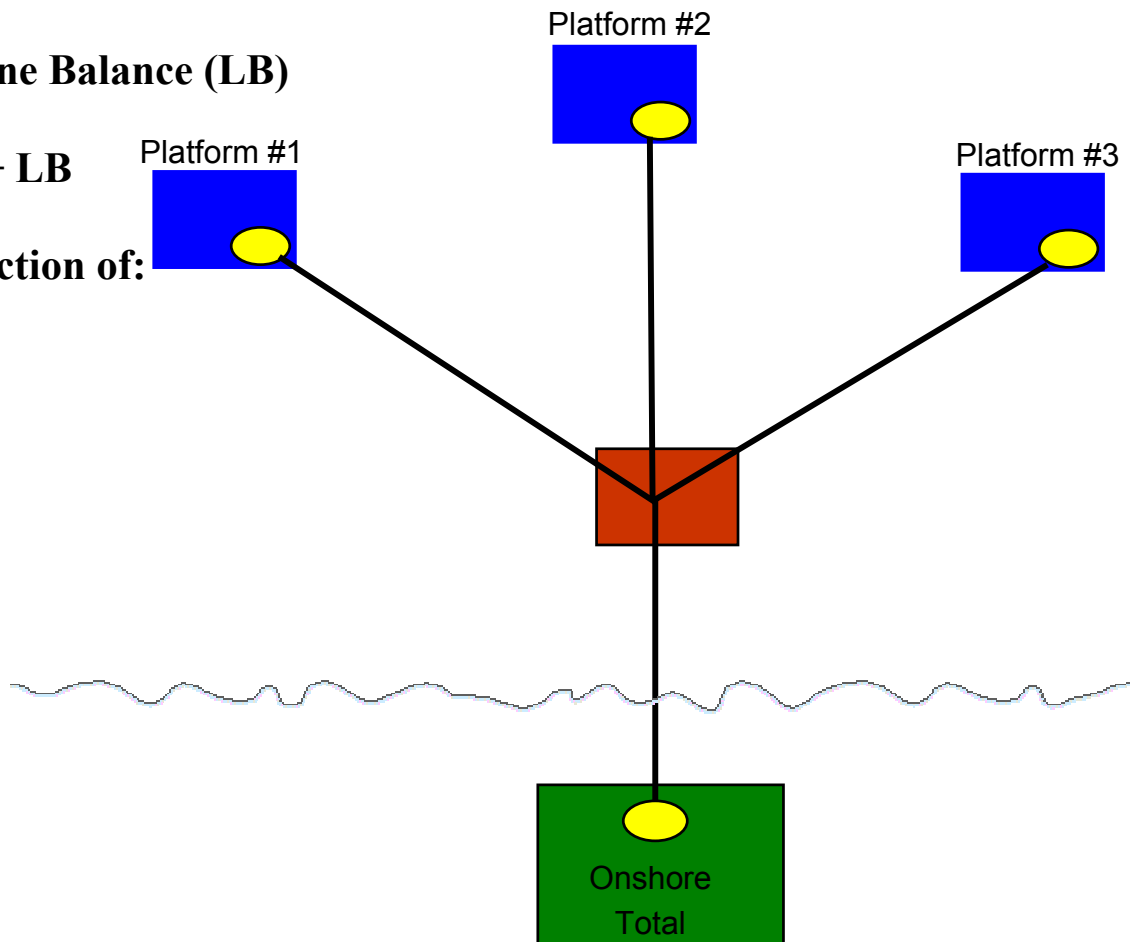 Platform #2
ne Balance (LB)
Platform #1
LB
Platform #3
ction of:
Onshore
Total